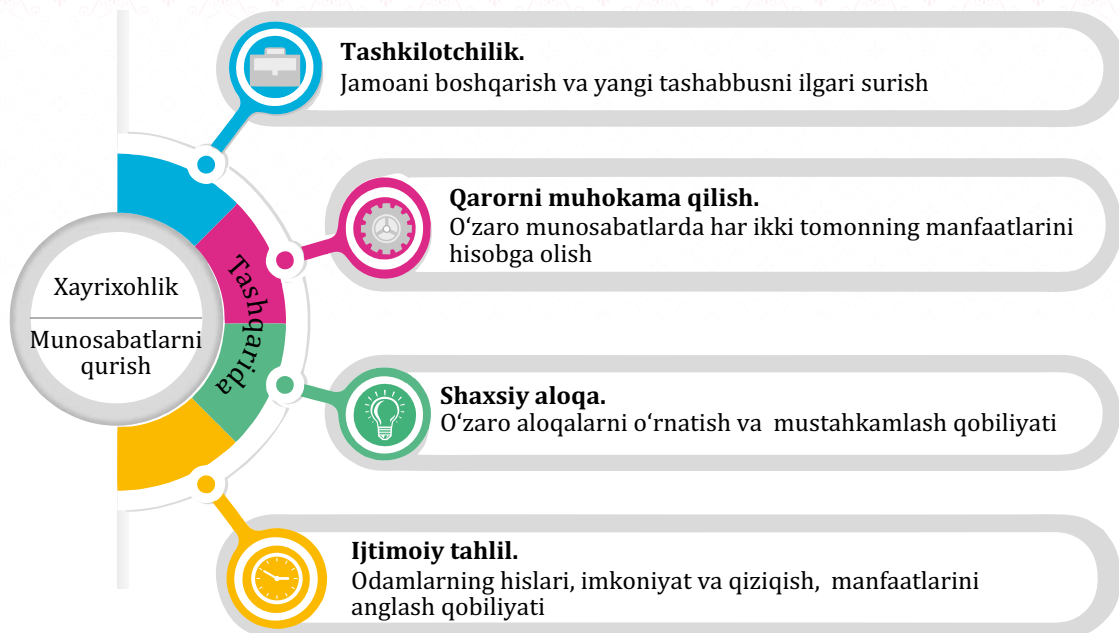 Tashkilotchilik.
Jamoani boshqarish va yangi tashabbusni ilgari surish
Qarorni muhokama qilish.
O‘zaro munosabatlarda har ikki tomonning manfaatlarini
hisobga olish
Tashqarida
Xayrixohlik
Munosabatlarni
qurish
Shaxsiy aloqa.
O‘zaro aloqalarni o‘rnatish va mustahkamlash qobiliyati
Ijtimoiy tahlil.
Odamlarning hislari, imkoniyat va qiziqish, manfaatlarini
anglash qobiliyati